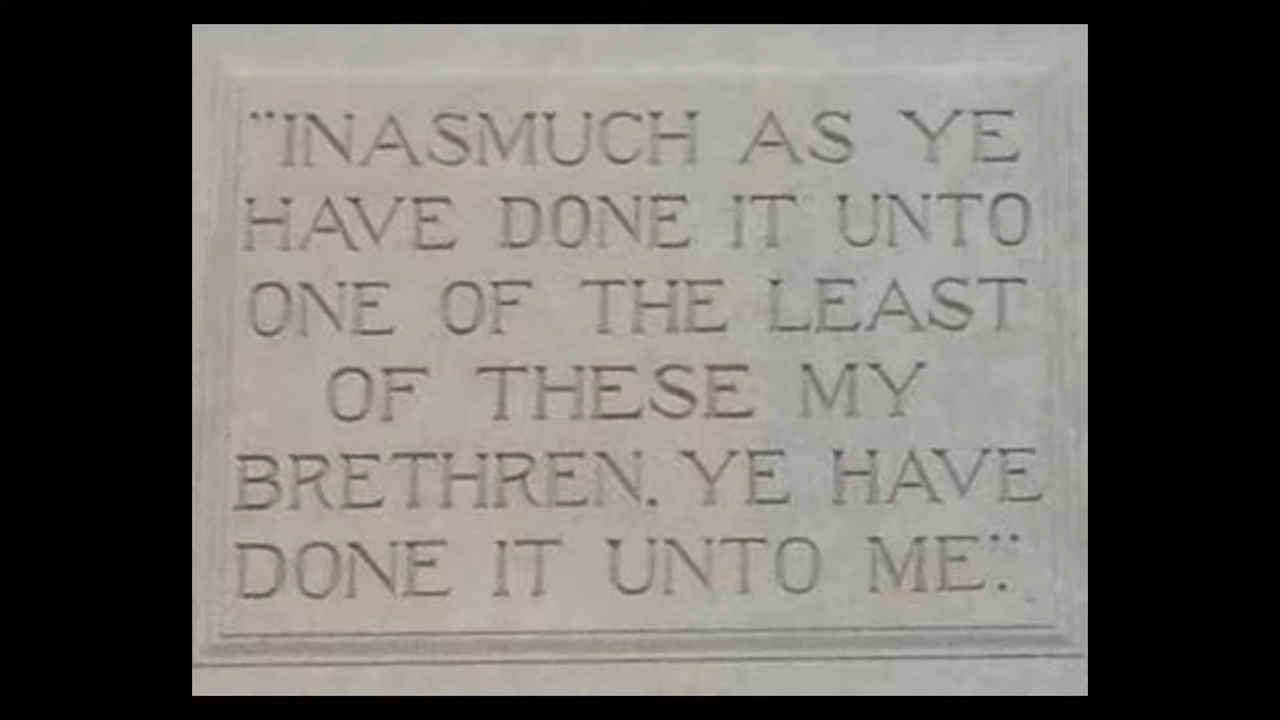 "INASMUCH AS YE
HAVE DONE IT UNTO
ONE OF THE LEAST
OF THESE MY
BRETHREN. YE HAVE
DONE IT UNTO ME."